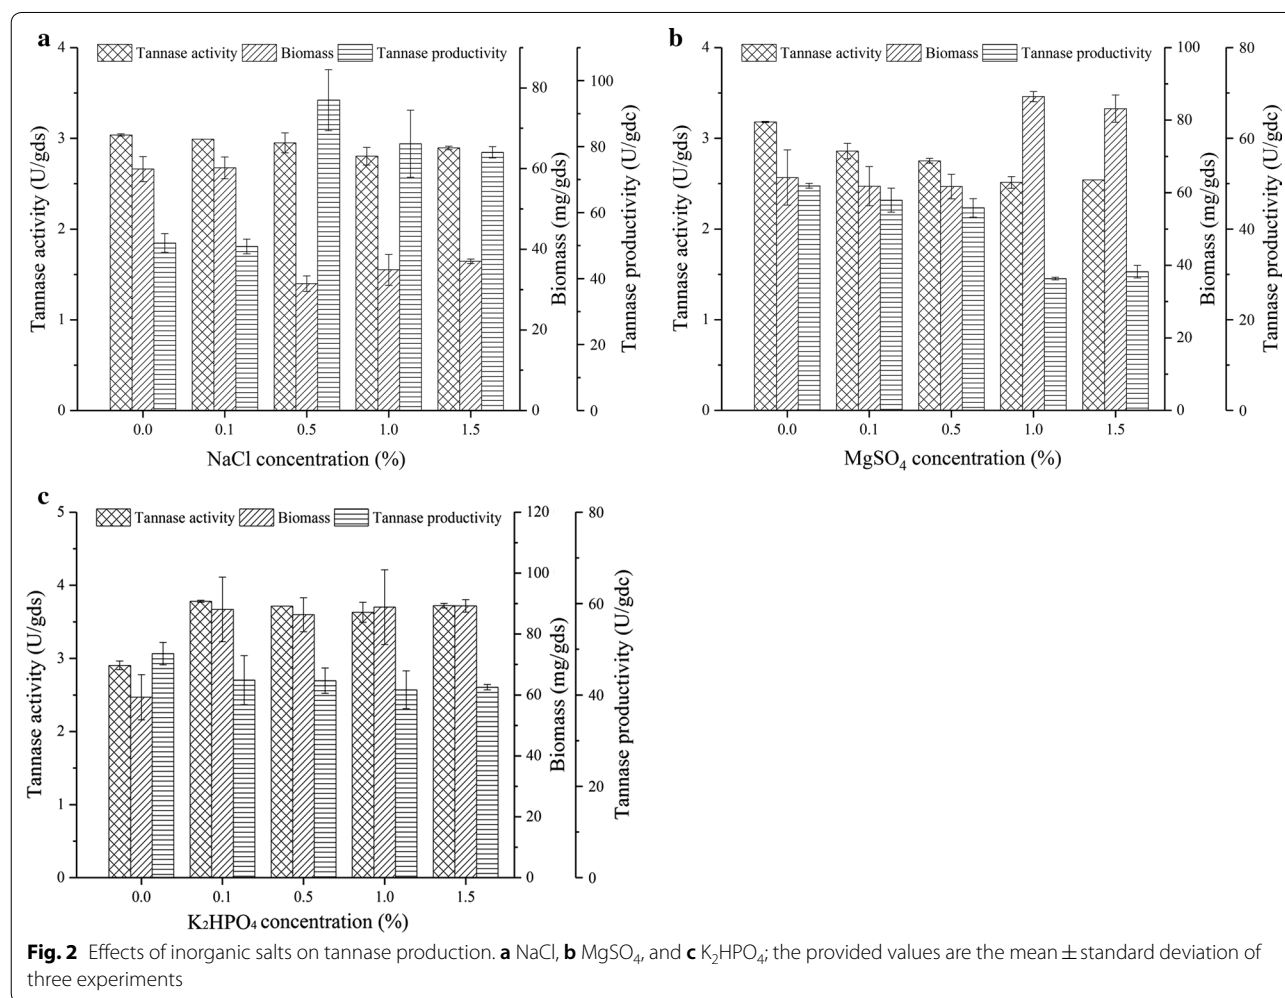 a
Tannase activity Biomass Tannase productivity
Tannase activity (U/gds)
4
3
2
1
0
0.0 0.1 0.5 1.0 1.5
NaCl concentration (%)
80
60
40
20
0
Biomass (mg/gds)
100
80
60
40
20
0
Tannase productivity (U/gdc)
b
Tannase activity Biomass Tannase productivity
Tannase activity (U/gds)
4
3
2
1
0
0.0 0.1 0.5 1.0 1.5
MgSO₄ concentration (%)
100
80
60
40
20
0
Biomass (mg/gds)
80
60
40
20
0
Tannase productivity (U/gdc)
c
Tannase activity Biomass Tannase productivity
Tannase activity (U/gds)
5
4
3
2
1
0
0.0 0.1 0.5 1.0 1.5
K₂HPO₄ concentration (%)
120
100
80
60
40
20
0
Biomass (mg/gds)
80
60
40
20
0
Tannase productivity (U/gdc)
Fig. 2 Effects of inorganic salts on tannase production. a NaCl, b MgSO₄, and c K₂HPO₄; the provided values are the mean ± standard deviation of
three experiments